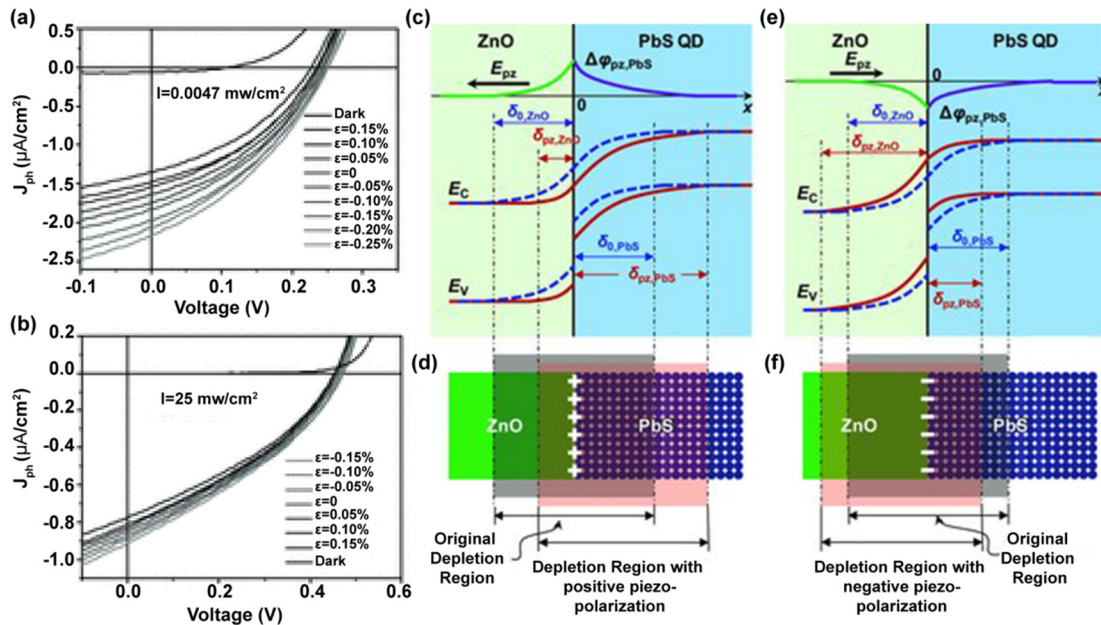 (a)
0.5
0.0
-0.5
-1.0
-1.5
-2.0
-2.5
J_ph (μA/cm²)
I=0.0047 mw/cm²
Dark
ε=0.15%
ε=0.10%
ε=0.05%
ε=0
ε=-0.05%
ε=-0.10%
ε=-0.15%
ε=-0.20%
ε=-0.25%
-0.1 0.0 0.1 0.2 0.3 0.4
Voltage (V)
(b)
0.2
0.0
-0.2
-0.4
-0.6
-0.8
-1.0
J_ph (μA/cm²)
I=25 mw/cm²
ε=-0.15%
ε=-0.10%
ε=-0.05%
ε=0
ε=0.05%
ε=0.10%
ε=0.15%
Dark
0.0 0.2 0.4 0.6
Voltage (V)
(c)
ZnO PbS QD
E_pz
Δφ_pz,PbS
0 x
δ_0,ZnO
δ_pz,ZnO
E_C
δ_0,PbS
δ_pz,PbS
E_V
(d)
ZnO PbS
+
+
+
+
+
+
Original
Depletion
Region
Depletion Region with
positive piezo-
polarization
(e)
ZnO PbS QD
E_pz
0
x
δ_0,ZnO
Δφ_pz,PbS
δ_pz,ZnO
E_C
δ_0,PbS
E_V
δ_pz,PbS
(f)
ZnO PbS
Depletion Region with
negative piezo-
polarization
Original
Depletion
Region